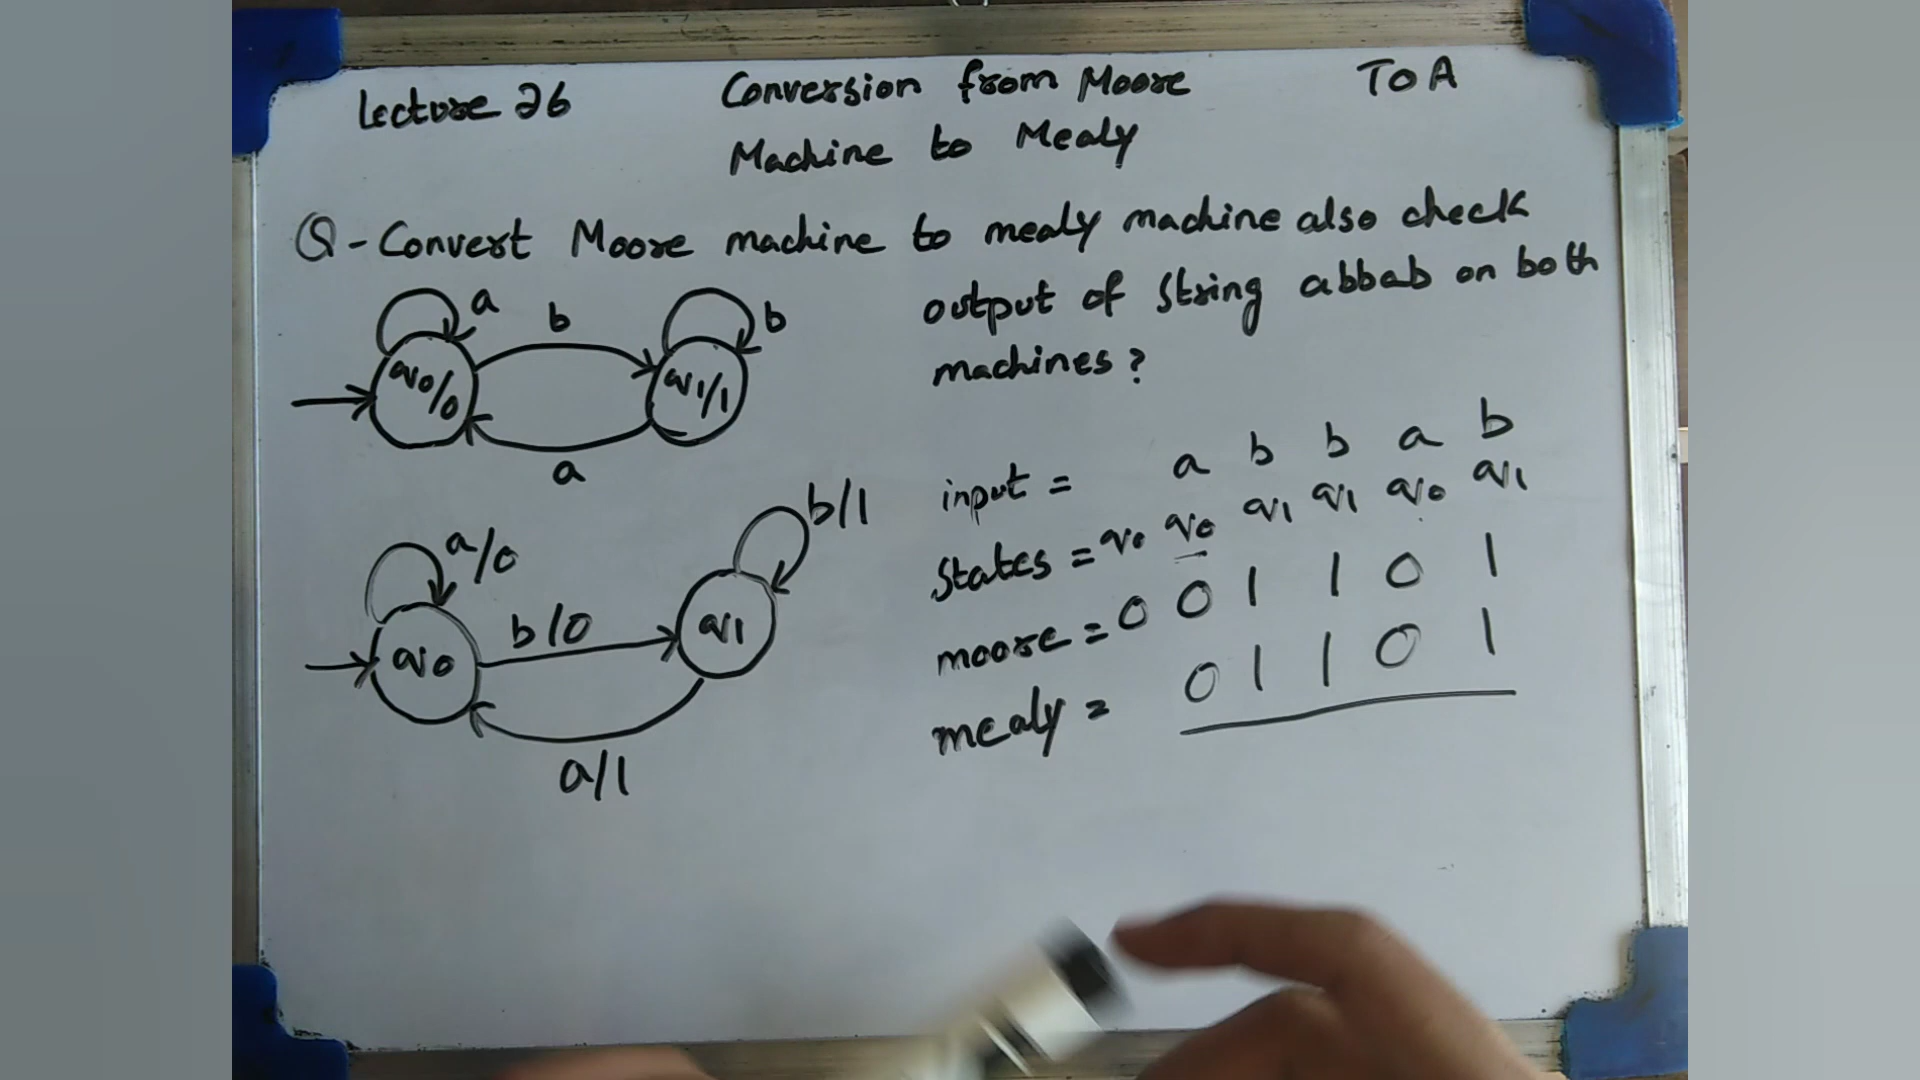 Lecture 26 Conversion from Moore TOA
Machine to Mealy
Q - Convert Moore machine to mealy machine also check
output of string abbab on both
machines?
a b b
q0/0 q1/1
a
a/0 b/0 b/1
q0 q1
a/1
input = a b b a b
states = q0 q0 q1 q1 q0 q1
moore = 0 0 1 1 0 1
mealy = 0 1 1 0 1